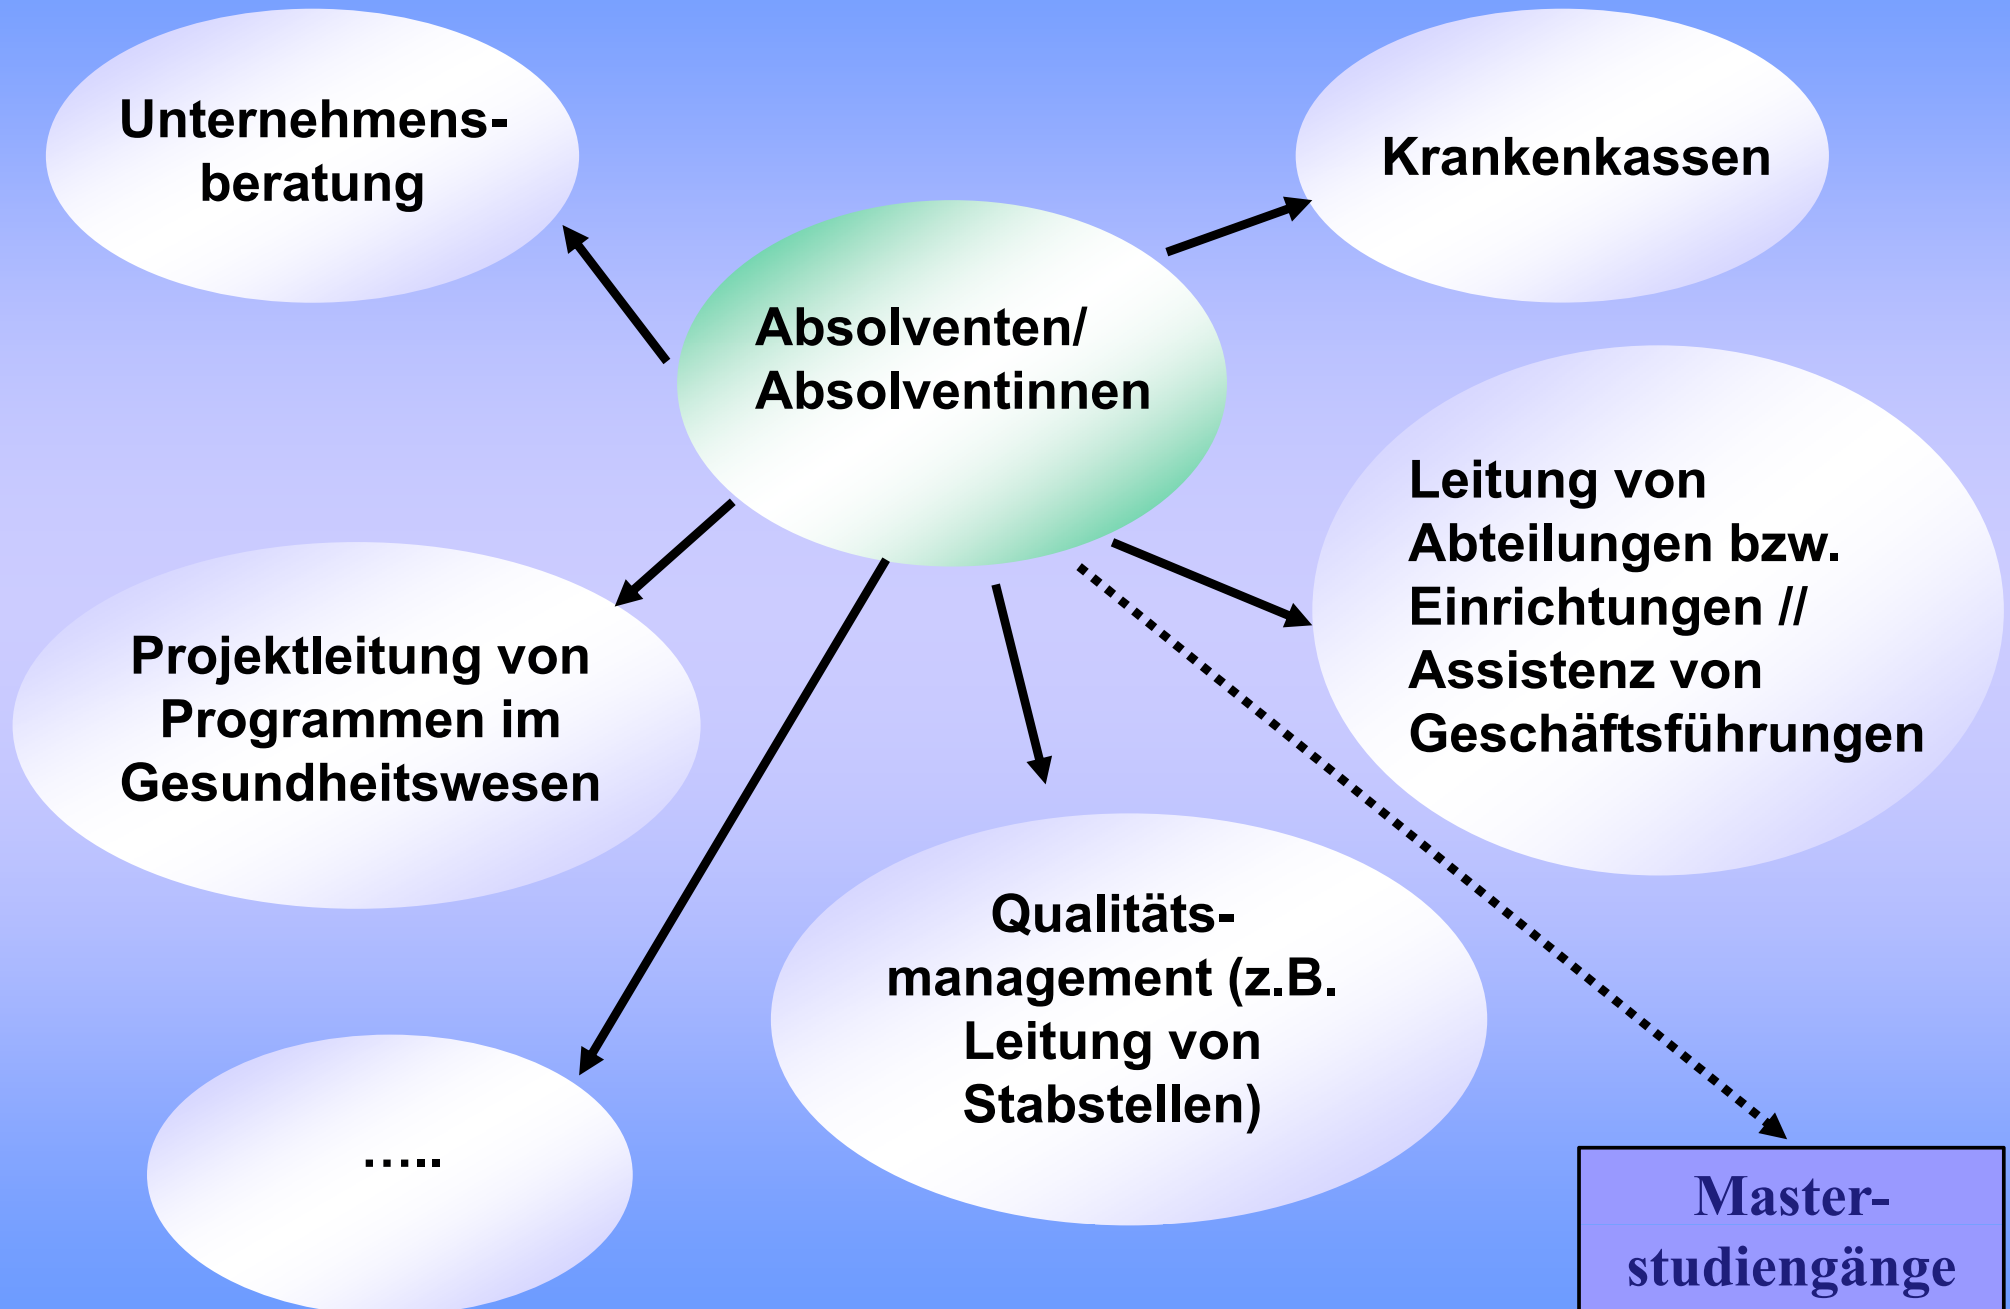 Unternehmens-
beratung
Krankenkassen
Absolventen/
Absolventinnen
Leitung von
Abteilungen bzw.
Einrichtungen //
Assistenz von
Geschäftsführungen
Projektleitung von
Programmen im
Gesundheitswesen
Qualitäts-
management (z.B.
Leitung von
Stabstellen)
…..
Master-
studiengänge